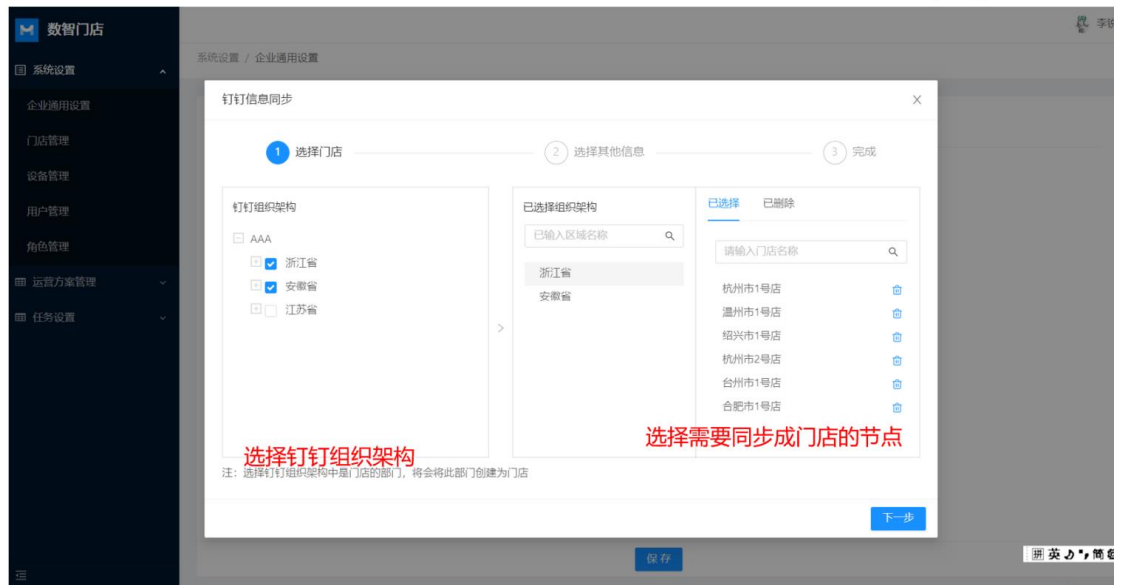 数智门店
李锐
系统设置
系统设置 / 企业通用设置
企业通用设置
门店管理
设备管理
用户管理
角色管理
运营方案管理
任务设置
钉钉信息同步
1 选择门店
2 选择其他信息
3 完成
钉钉组织架构
AAA
浙江省
安徽省
江苏省
已选择组织架构
已输入区域名称
浙江省
安徽省
已选择 已删除
请输入门店名称
杭州市1号店
温州市1号店
绍兴市1号店
杭州市2号店
台州市1号店
合肥市1号店
选择需要同步成门店的节点
选择钉钉组织架构
注：选择钉钉组织架构中是门店的部门，将会将此部门创建为门店
下一步
保存
拼 英 简